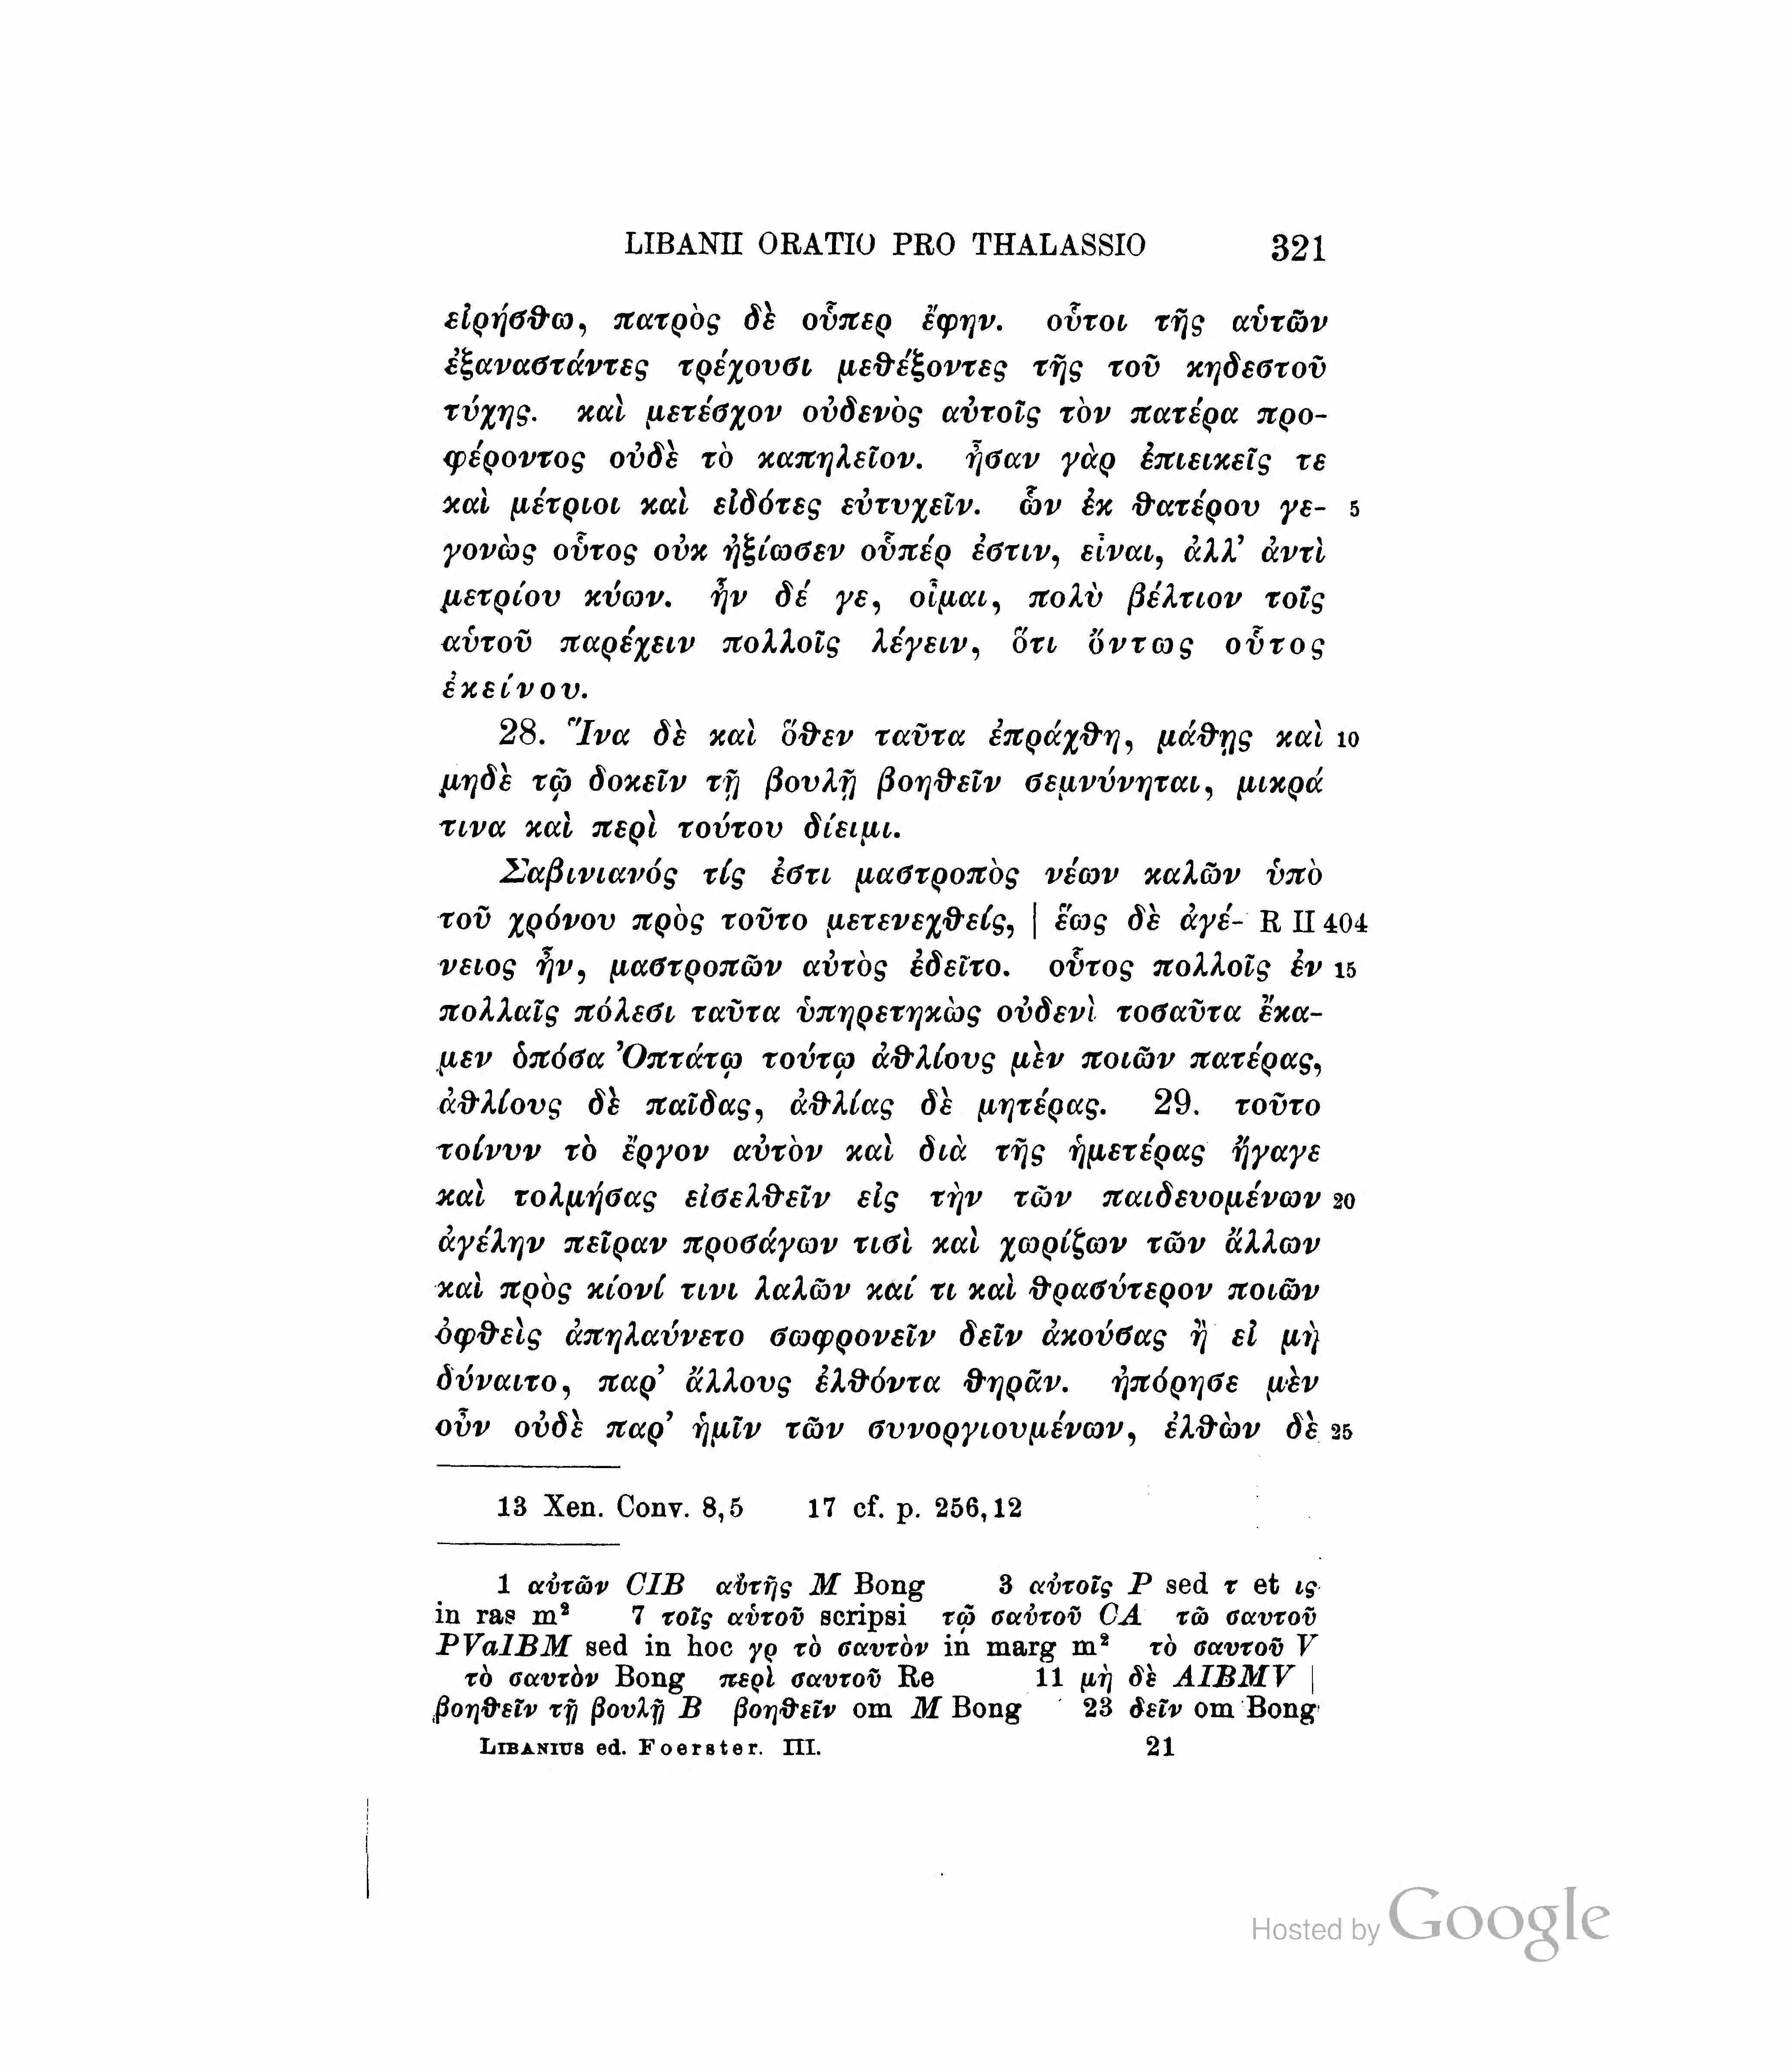 LIBANII ORATIO PRO THALASSIO 321
εἰρήσθω, πατρὸς δὲ οὗπερ ἔφην. οὗτοι τῆς αὑτῶν
ἐξαναστάντες τρέχουσι μεθέξοντες τῆς τοῦ κηδεστοῦ
τύχης. καὶ μετέσχον οὐδενὸς αὐτοῖς τὸν πατέρα προ-
φέροντος οὐδὲ τὸ καπηλεῖον. ἦσαν γὰρ ἐπιεικεῖς τε
καὶ μέτριοι καὶ εἰδότες εὐτυχεῖν. ὧν ἐκ θατέρου γε- 5
γονὼς οὗτος οὐκ ἠξίωσεν οὗπέρ ἐστιν, εἶναι, ἀλλ’ ἀντὶ
μετρίου κύων. ἦν δέ γε, οἶμαι, πολὺ βέλτιον τοῖς
αὑτοῦ παρέχειν πολλοῖς λέγειν, ὅτι ὄντως οὗτος
ἐκείνου.
28. Ἵνα δὲ καὶ ὅθεν ταῦτα ἐπράχθη, μάθῃς καὶ 10
μηδὲ τῷ δοκεῖν τῇ βουλῇ βοηθεῖν σεμνύνηται, μικρά
τινα καὶ περὶ τούτου δίειμι.
Σαβινιανός τίς ἐστι μαστροπὸς νέων καλῶν ὑπὸ
τοῦ χρόνου πρὸς τοῦτο μετενεχθείς, | ἕως δὲ ἀγέ- R II 404
νειος ἦν, μαστροπῶν αὐτὸς ἐδεῖτο. οὗτος πολλοῖς ἐν 15
πολλαῖς πόλεσι ταῦτα ὑπηρετηκὼς οὐδενὶ τοσαῦτα ἔκα-
μεν ὁπόσα Ὀπτάτῳ τούτῳ ἀθλίους μὲν ποιῶν πατέρας,
ἀθλίους δὲ παῖδας, ἀθλίας δὲ μητέρας. 29. τοῦτο
τοίνυν τὸ ἔργον αὐτὸν καὶ διὰ τῆς ἡμετέρας ἤγαγε
καὶ τολμήσας εἰσελθεῖν εἰς τὴν τῶν παιδευομένων 20
ἀγέλην πεῖραν προσάγων τισὶ καὶ χωρίζων τῶν ἄλλων
καὶ πρὸς κίονί τινι λαλῶν καί τι καὶ θρασύτερον ποιῶν
ὀφθεὶς ἀπηλαύνετο σωφρονεῖν δεῖν ἀκούσας ἢ εἰ μὴ
δύναιτο, παρ’ ἄλλους ἐλθόντα θηρᾶν. ἠπόρησε μὲν
οὖν οὐδὲ παρ’ ἡμῖν τῶν συνοργιουμένων, ἐλθὼν δὲ 25
13 Xen. Conv. 8,5 17 cf. p. 256,12
1 αὐτῶν CIB αὐτῆς M Bong 3 αὐτοῖς P sed τ et ις
in ras m² 7 τοῖς αὑτοῦ scripsi τῷ σαὐτοῦ CA τῶ σαυτοῦ
PVaIBM sed in hoc γρ τὸ σαυτὸν in marg m² τὸ σαυτοῦ V
τὸ σαυτὸν Bong περὶ σαυτοῦ Re 11 μὴ δὲ AIBMV |
βοηθεῖν τῇ βουλῇ B βοηθεῖν om M Bong 23 δεῖν om Bong
LIBANIUS ed. Foerster. III. 21
Hosted by Google